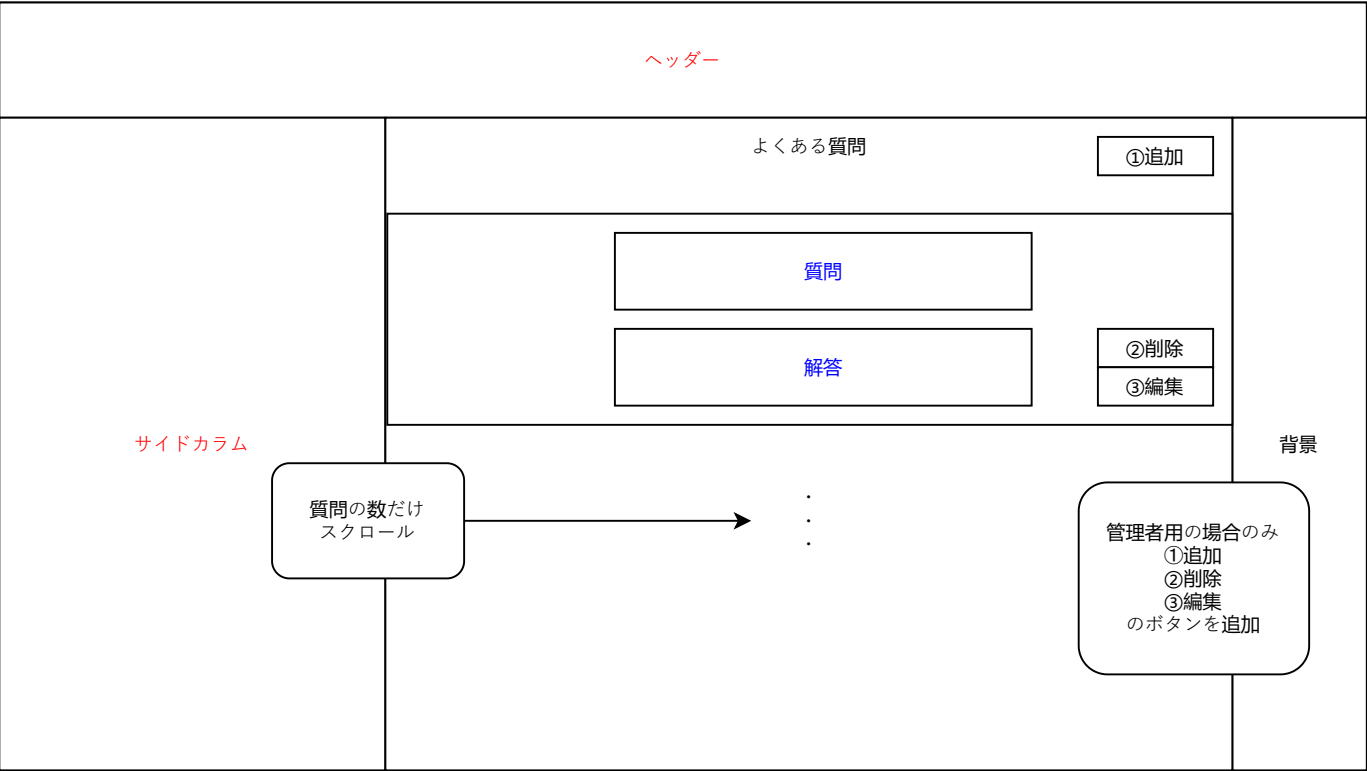 ヘッダー
よくある質問
①追加
質問
解答
②削除
③編集
サイドカラム
背景
質問の数だけ
スクロール
・
・
・
管理者用の場合のみ
①追加
②削除
③編集
のボタンを追加